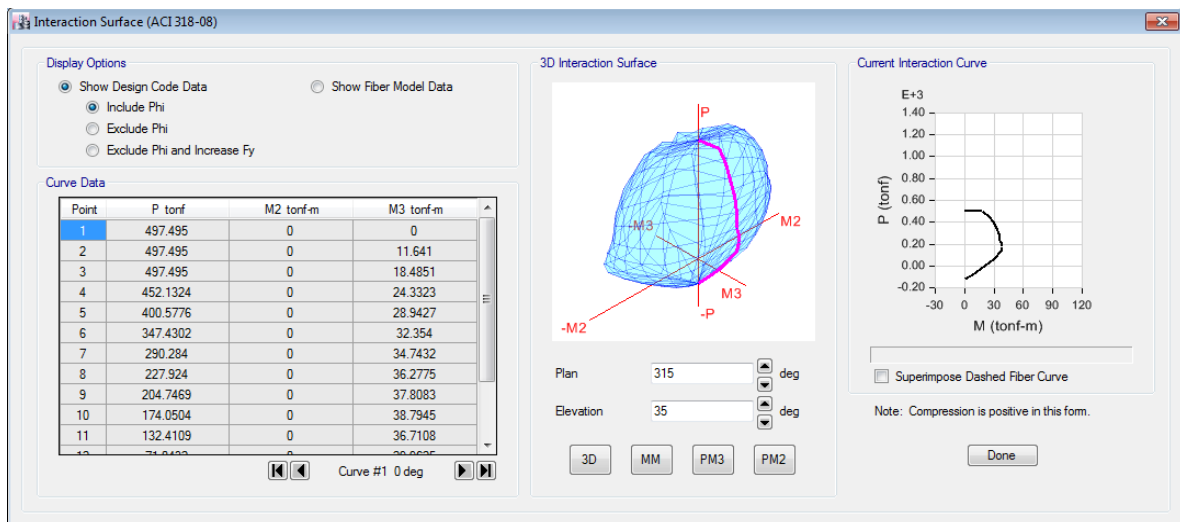 Interaction Surface (ACI 318-08)
Display Options
Show Design Code Data
Show Fiber Model Data
Include Phi
Exclude Phi
Exclude Phi and Increase Fy
Curve Data
Point P tonf M2 tonf-m M3 tonf-m
1 497.495 0 0
2 497.495 0 11.641
3 497.495 0 18.4851
4 452.1324 0 24.3323
5 400.5776 0 28.9427
6 347.4302 0 32.354
7 290.284 0 34.7432
8 227.924 0 36.2775
9 204.7469 0 37.8083
10 174.0504 0 38.7945
11 132.4109 0 36.7108
Curve #1 0 deg
3D Interaction Surface
P
-M3
M2
M3
-P
-M2
Plan 315 deg
Elevation 35 deg
3D MM PM3 PM2
Current Interaction Curve
E+3
1.40
1.20
1.00
0.80
0.60
0.40
0.20
0.00
-0.20
P (tonf)
-30 0 30 60 90 120
M (tonf-m)
Superimpose Dashed Fiber Curve
Note: Compression is positive in this form.
Done